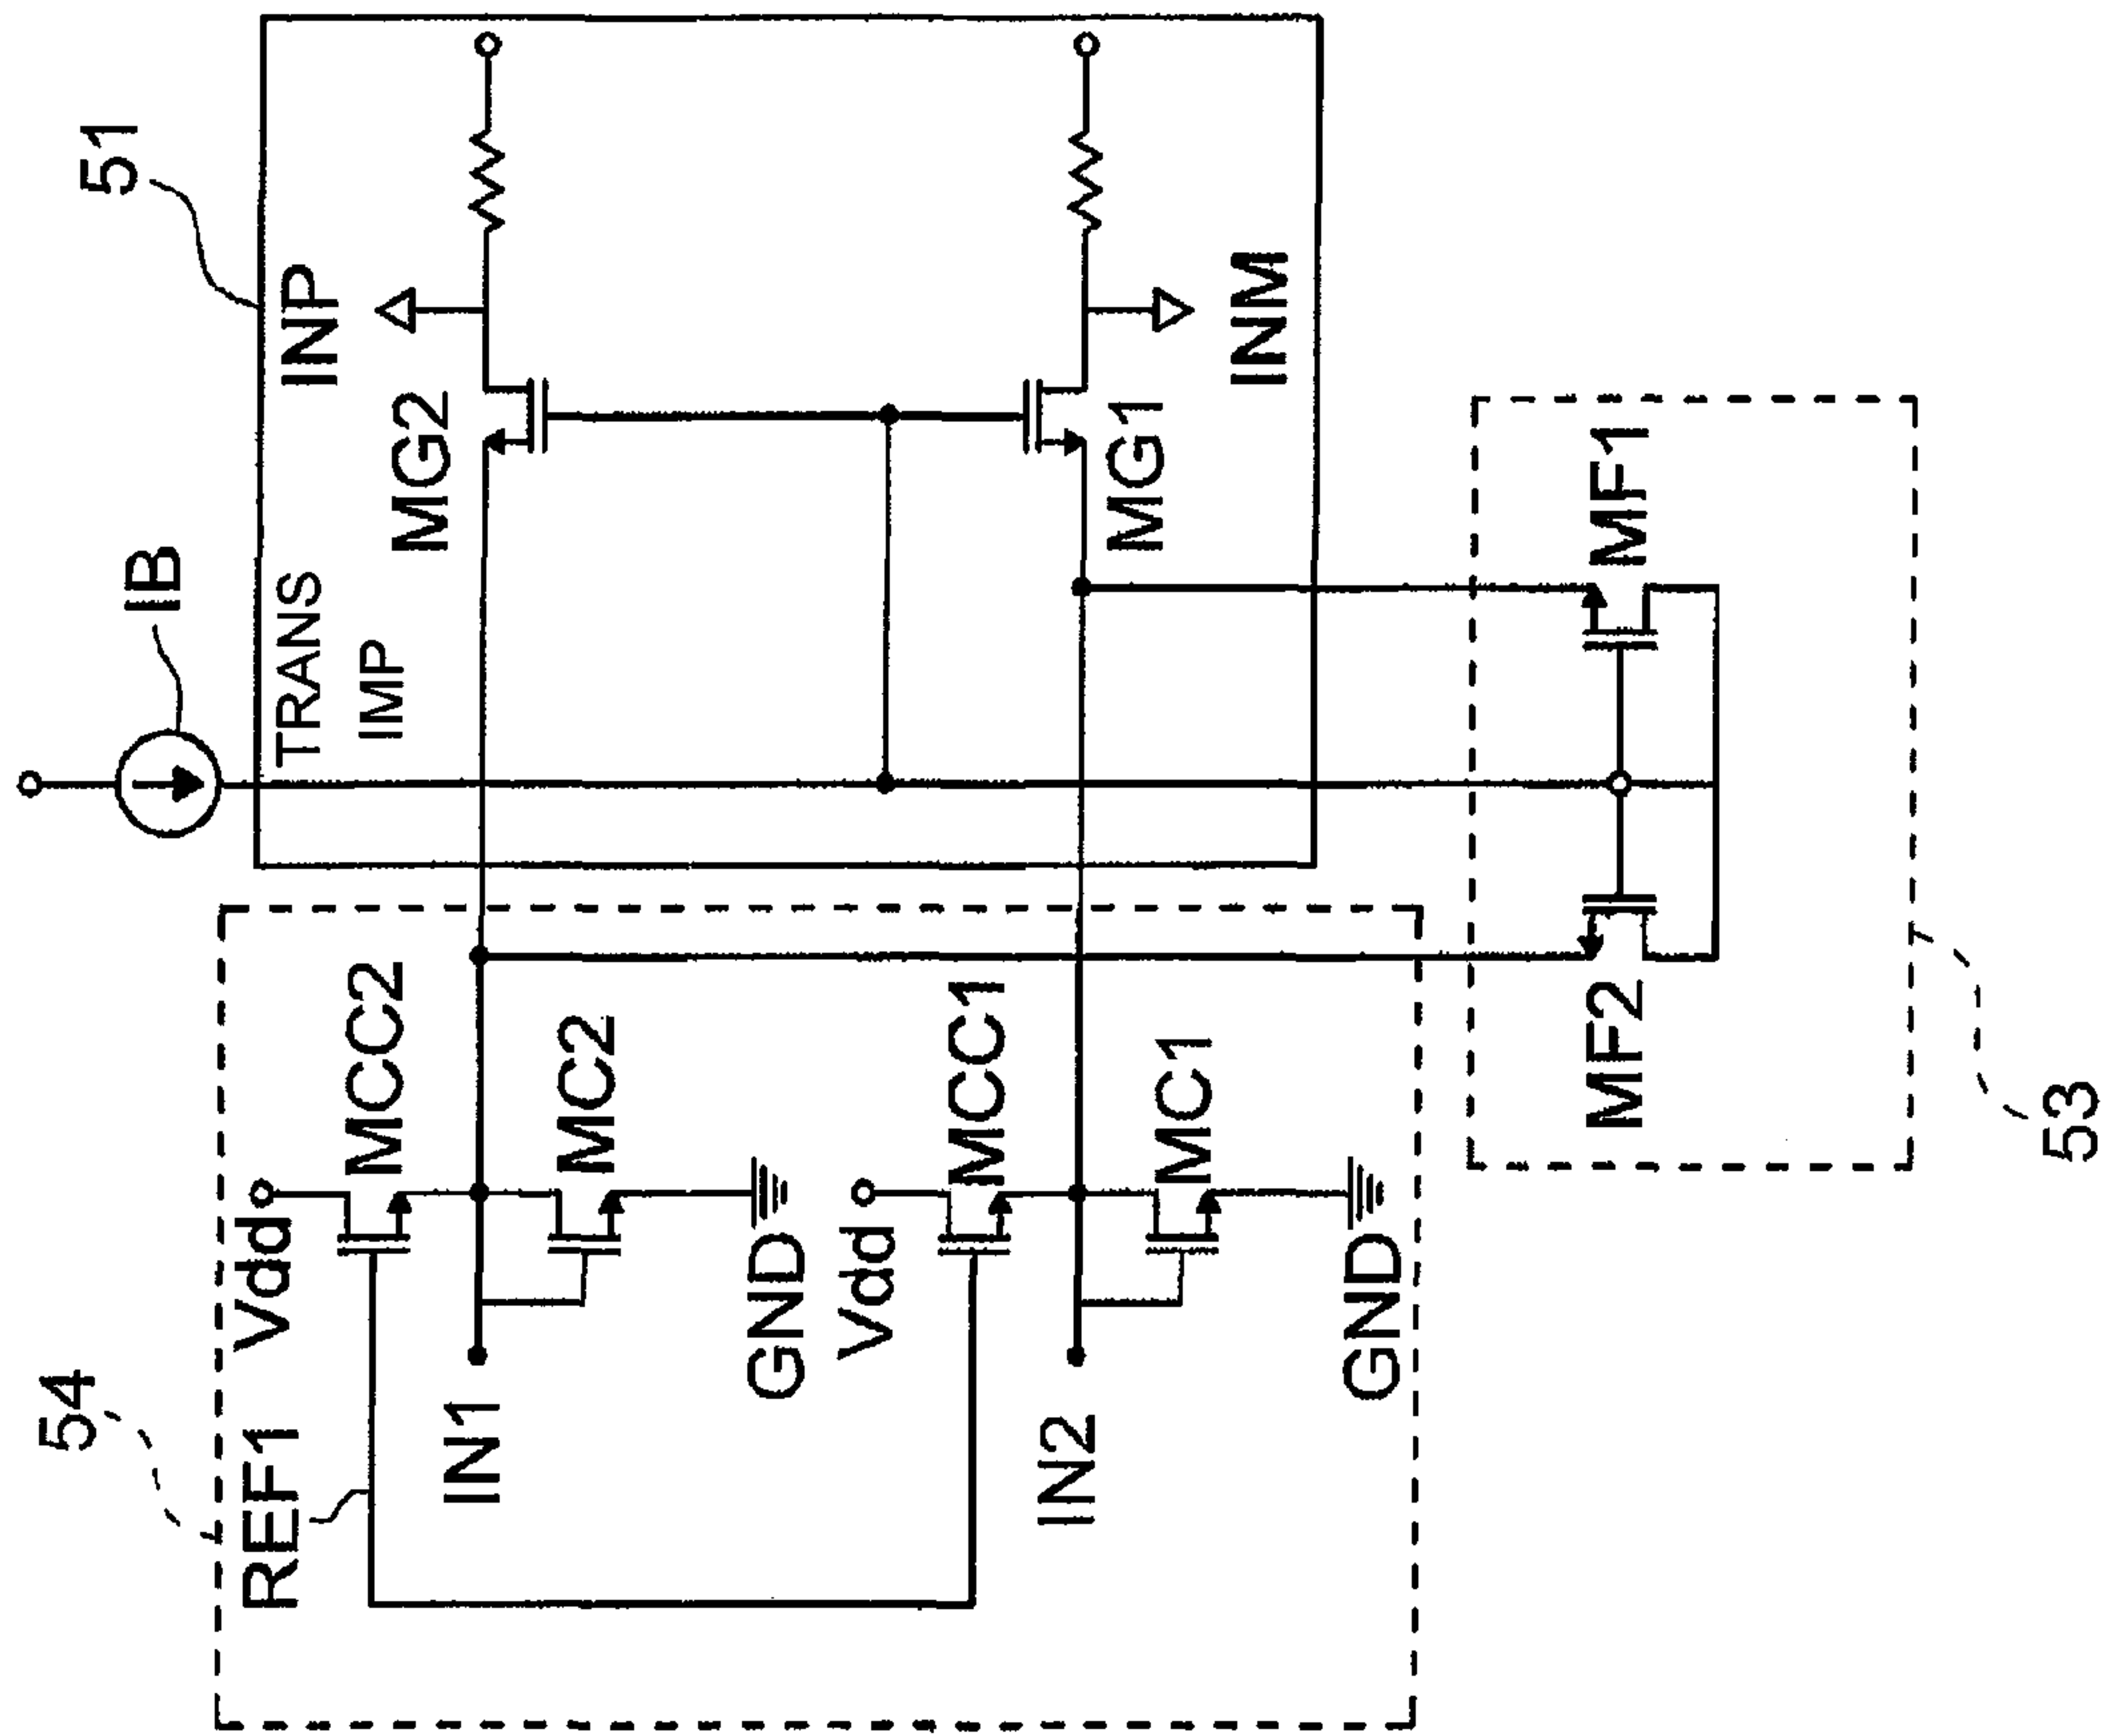 51
IB
INP
MG2
TRANS
IMP
INM
MG1
MF1
MF2
53
54
Vdd
MCC2
MC2
REF1
IN1
GND
Vdd
MCC1
MC1
IN2
GND